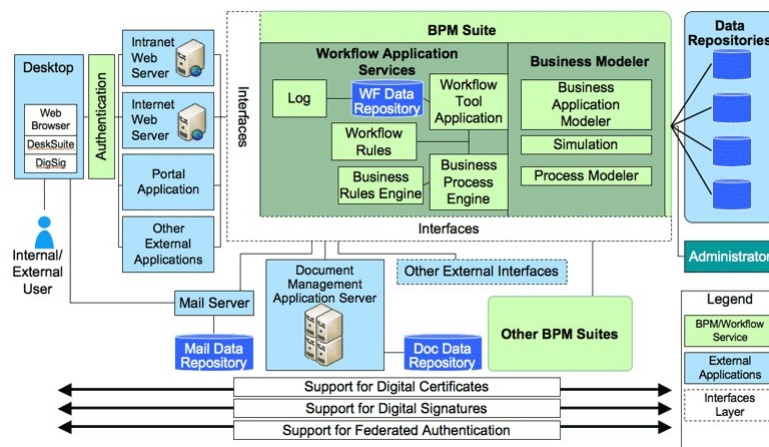 Desktop
Web
Browser
DeskSuite
DigSig
Internal/
External
User
Authentication
Intranet
Web
Server
Internet
Web
Server
Portal
Application
Other
External
Applications
Interfaces
BPM Suite
Workflow Application
Services
Log
WF Data
Repository
Workflow
Tool
Application
Workflow
Rules
Business
Rules Engine
Business
Process
Engine
Business Modeler
Business
Application
Modeler
Simulation
Process Modeler
Interfaces
Data
Repositories
Administrator
Mail Server
Mail Data
Repository
Document
Management
Application Server
Doc Data
Repository
Other External Interfaces
Other BPM Suites
Legend
BPM/Workflow
Service
External
Applications
Interfaces
Layer
Support for Digital Certificates
Support for Digital Signatures
Support for Federated Authentication